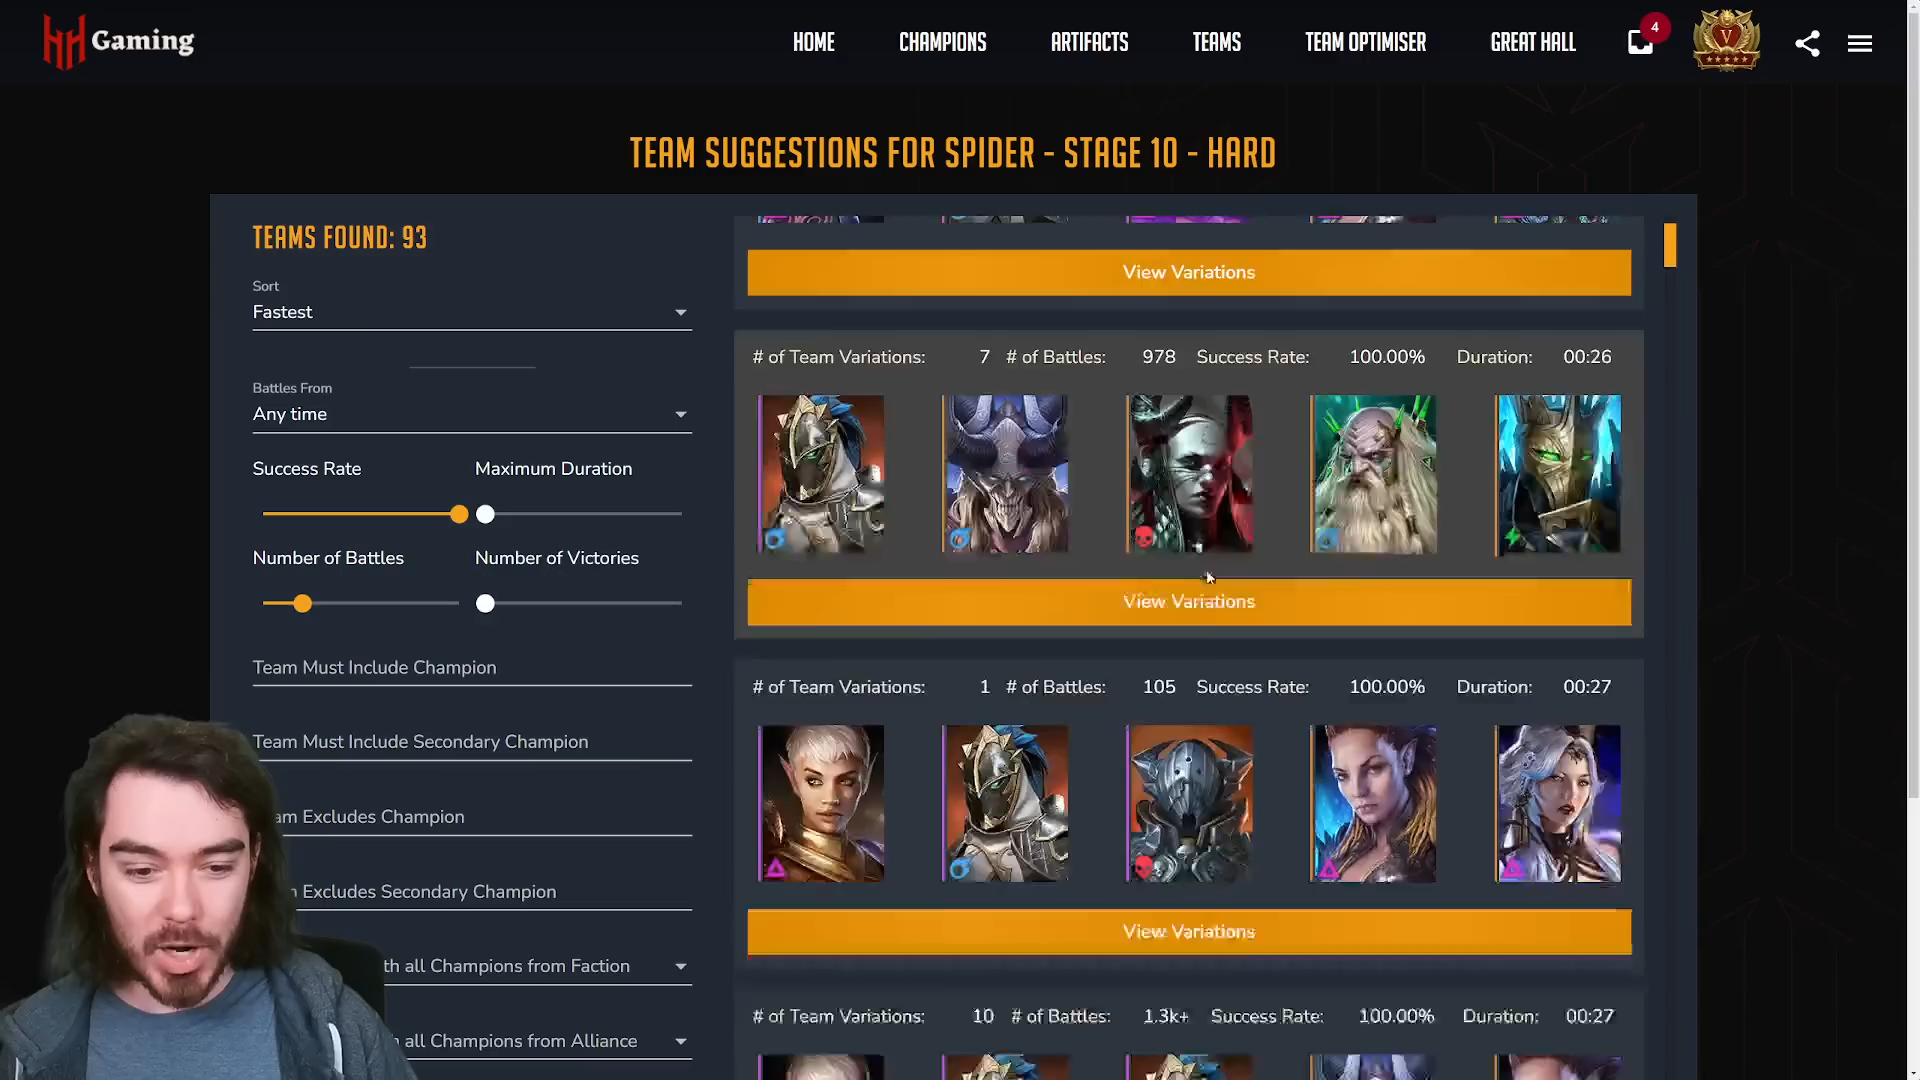 HH Gaming
HOME CHAMPIONS ARTIFACTS TEAMS TEAM OPTIMISER GREAT HALL 4 V
TEAM SUGGESTIONS FOR SPIDER - STAGE 10 - HARD
TEAMS FOUND: 93
Sort
Fastest
Battles From
Any time
Success Rate Maximum Duration
Number of Battles Number of Victories
Team Must Include Champion
Team Must Include Secondary Champion
am Excludes Champion
Excludes Secondary Champion
th all Champions from Faction
all Champions from Alliance
View Variations
# of Team Variations: 7 # of Battles: 978 Success Rate: 100.00% Duration: 00:26
View Variations
# of Team Variations: 1 # of Battles: 105 Success Rate: 100.00% Duration: 00:27
View Variations
# of Team Variations: 10 # of Battles: 1.3k+ Success Rate: 100.00% Duration: 00:27